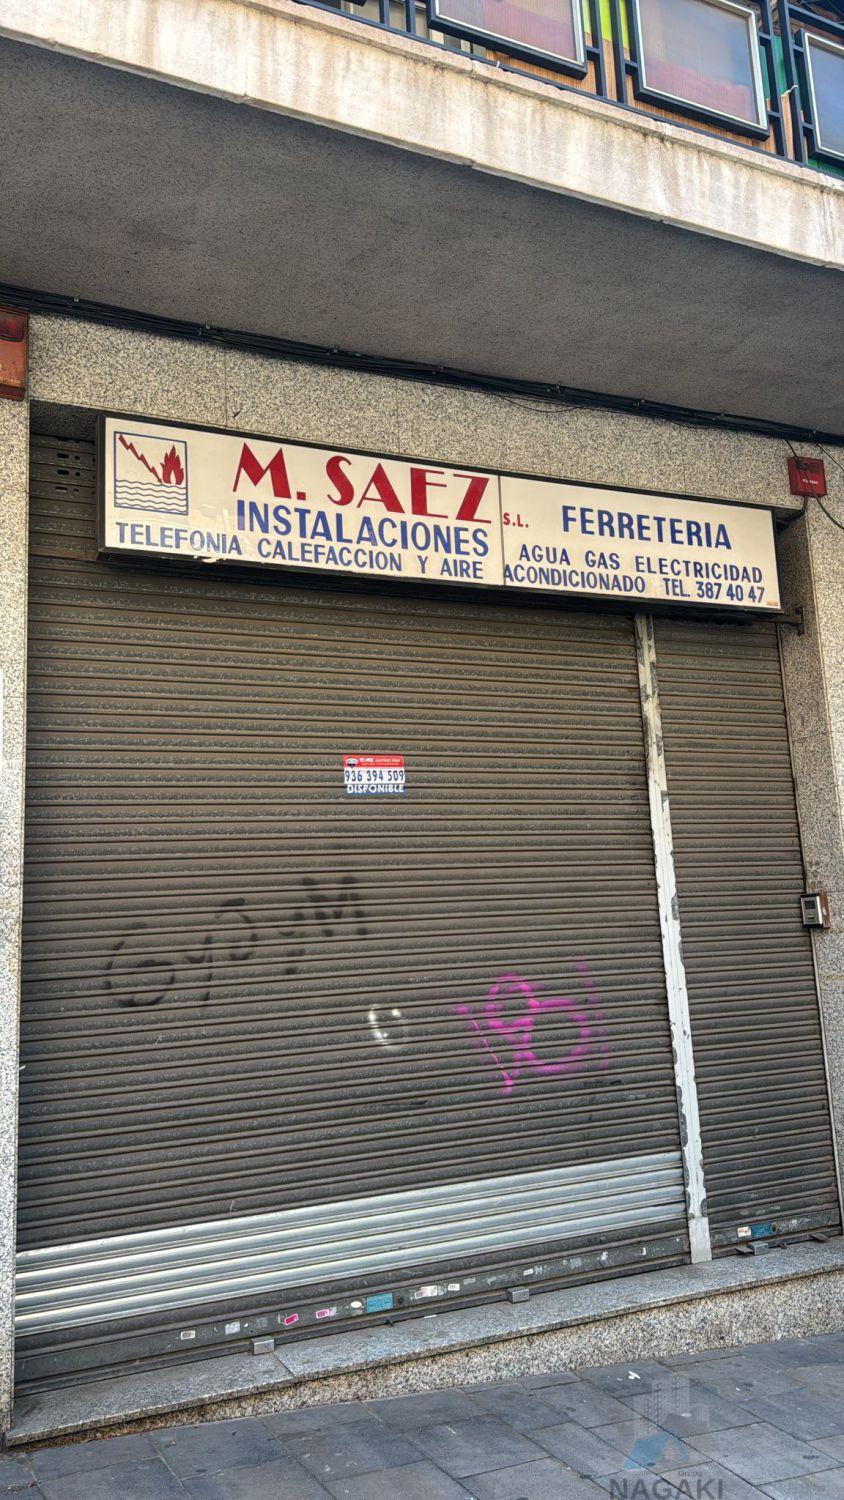 M. SAEZ S.L.
INSTALACIONES
FERRETERIA
AGUA GAS ELECTRICIDAD
TELEFONIA CALEFACCION Y AIRE ACONDICIONADO TEL. 387 40 47
936 394 509
DISPONIBLE
Grupo
NAGAKI